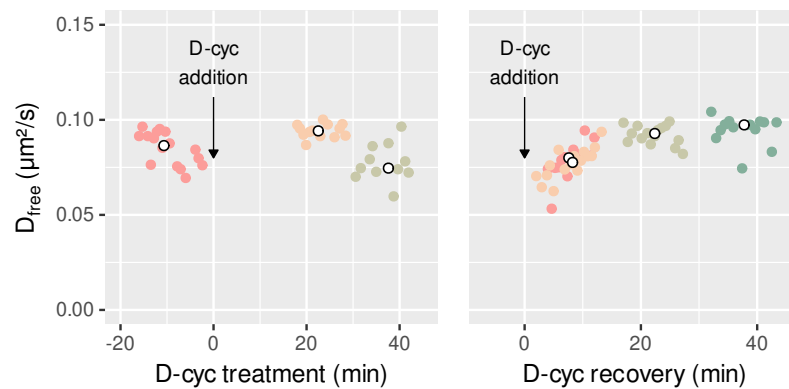 0.15
0.10
0.05
0.00
D_free (µm²/s)
D-cyc
addition
D-cyc
addition
-20 0 20 40
0 20 40
D-cyc treatment (min)
D-cyc recovery (min)